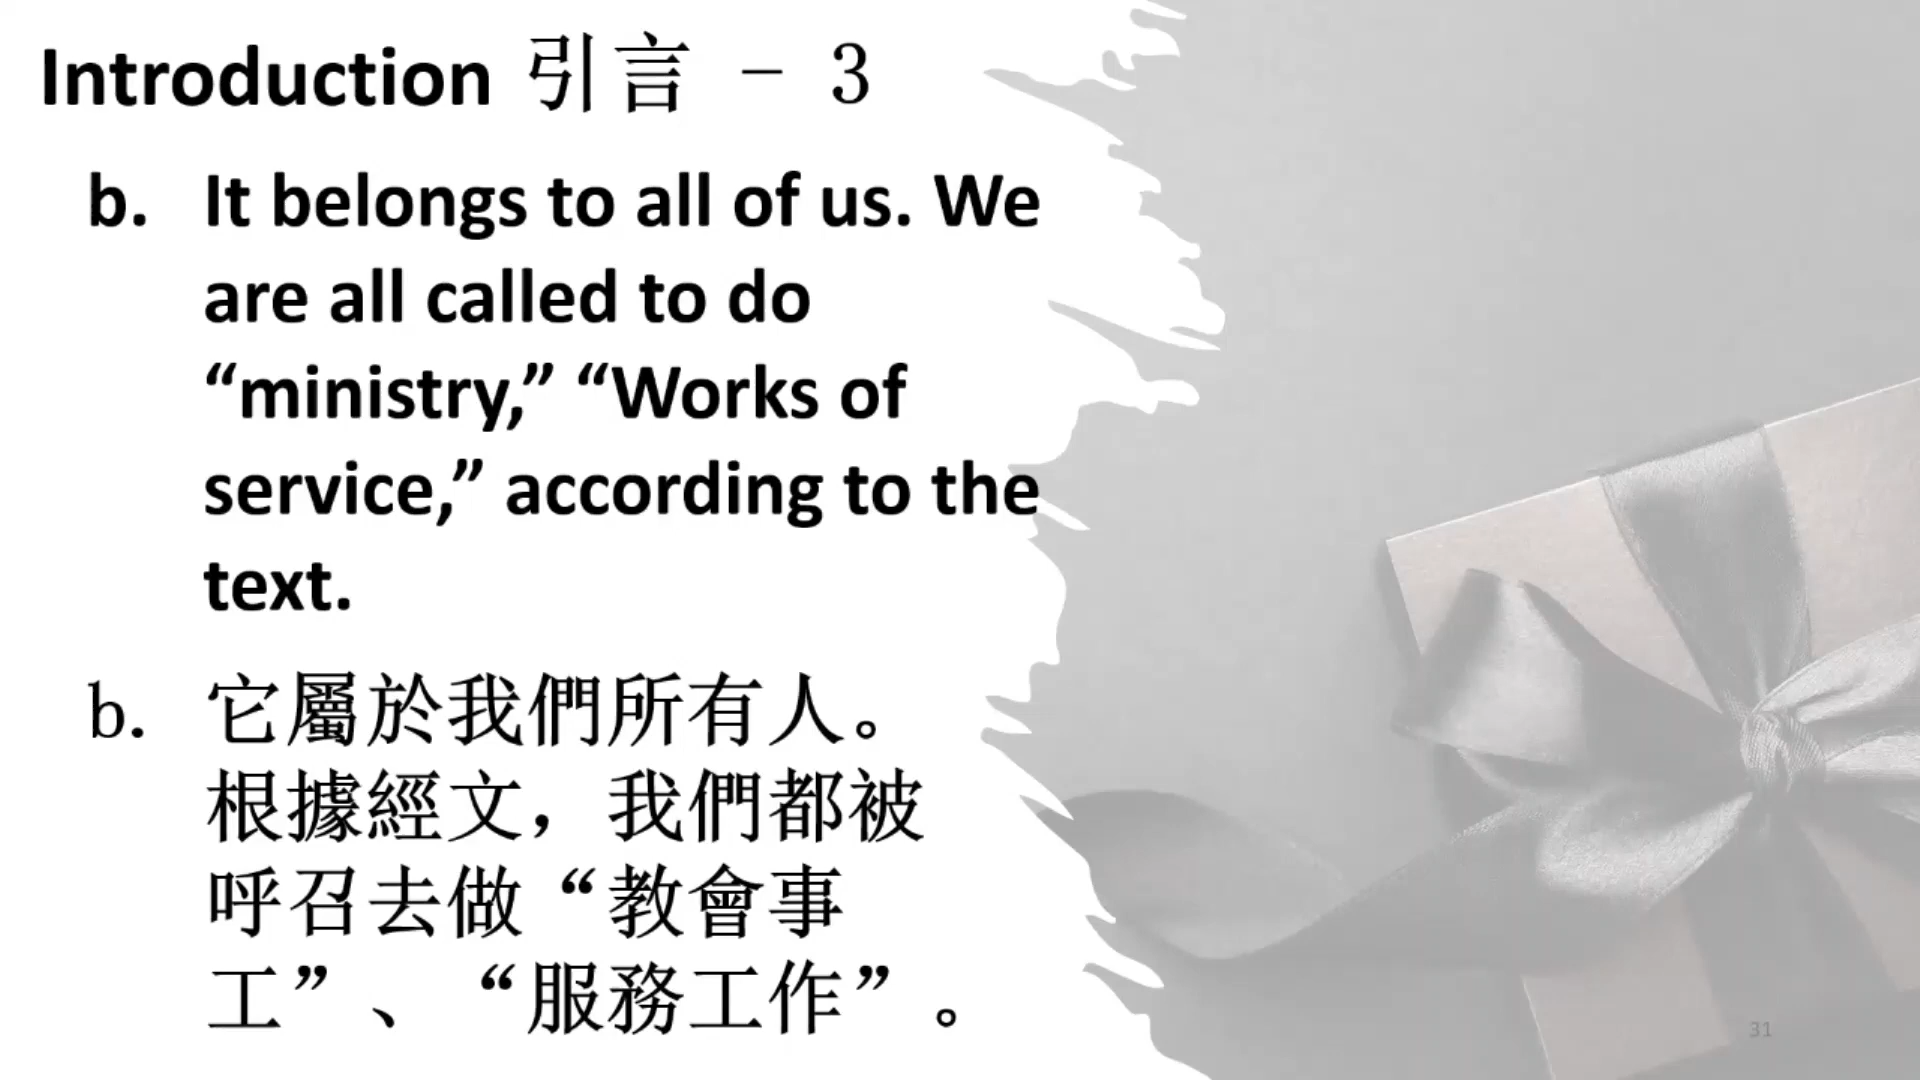 Introduction 引言 – 3
b. It belongs to all of us. We
are all called to do
“ministry,” “Works of
service,” according to the
text.
b. 它屬於我們所有人。
根據經文，我們都被
呼召去做“教會事
工”、“服務工作”。
31